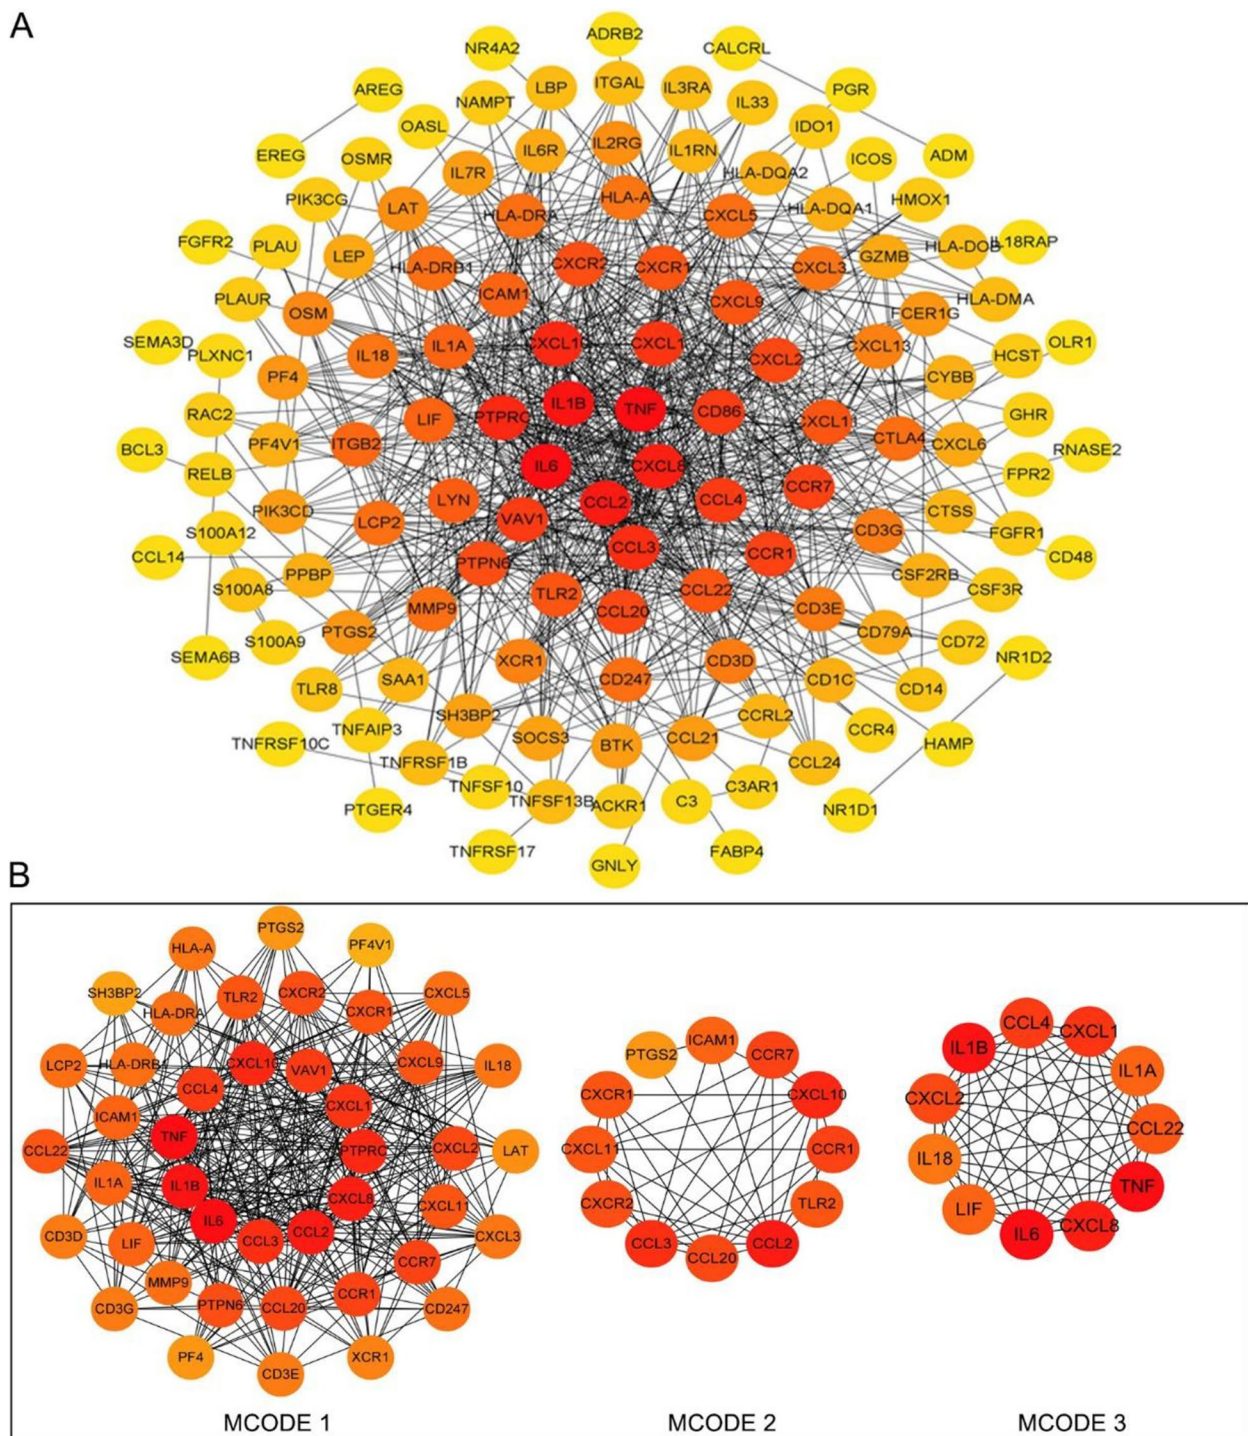 A
ADRB2
NR4A2
CALCRL
AREG
LBP
ITGAL
IL3RA
PGR
NAMPT
IL33
OASL
IDO1
EREG
OSMR
IL6R
IL2RG
IL1RN
ICOS
ADM
IL7R
HLA-DQA2
PIK3CG
LAT
HLA-DRA
HLA-A
CXCL5
HLA-DQA1
HMOX1
FGFR2
PLAU
LEP
HLA-DRB1
CXCR2
CXCR1
CXCL3
GZMB
HLA-DOB
IL18RAP
PLAUR
OSM
ICAM1
CXCL9
FCER1G
HLA-DMA
SEMA3D
PLXNC1
IL18
IL1A
CXCL10
CXCL1
CXCL2
CXCL13
HCST
OLR1
PF4
CYBB
RAC2
LIF
PTPRC
IL1B
TNF
CD86
CXCL11
GHR
BCL3
PF4V1
ITGB2
CTLA4
CXCL6
RNASE2
RELB
IL6
CXCL8
FPR2
PIK3CD
LYN
CCL2
CCL4
CCR7
CTSS
S100A12
LCP2
VAV1
CD3G
FGFR1
CCL14
PTPN6
CCL3
CCR1
CD48
PPBP
CSF2RB
S100A8
MMP9
TLR2
CCL20
CCL22
CD3E
CSF3R
PTGS2
CD79A
SEMA6B
S100A9
XCR1
CD3D
CD72
NR1D2
TLR8
SAA1
CD247
CD1C
CD14
SH3BP2
CCRL2
TNFRSF10C
TNFAIP3
SOCS3
BTK
CCL21
CCR4
HAMP
TNFRSF1B
CCL24
TNFSF10
C3AR1
PTGER4
TNFSF13B
ACKR1
C3
NR1D1
TNFRSF17
GNLY
FABP4
B
PTGS2
HLA-A
PF4V1
SH3BP2
HLA-DRA
TLR2
CXCR2
CXCR1
CXCL5
LCP2
HLA-DRB1
CXCL10
VAV1
CXCL9
IL18
CCL4
ICAM1
CXCL1
TNF
CCL22
PTPRC
CXCL2
LAT
IL1A
IL1B
CXCL8
CXCL11
IL6
CD3D
LIF
CCL3
CCL2
CXCL3
MMP9
CCR7
CD3G
PTPN6
CCL20
CCR1
CD247
PF4
CD3E
XCR1
MCODE 1
ICAM1
PTGS2
CCR7
CXCR1
CXCL10
CXCL11
CCR1
CXCR2
TLR2
CCL3
CCL20
CCL2
MCODE 2
CCL4
CXCL1
IL1B
IL1A
CXCL2
CCL22
IL18
TNF
LIF
IL6
CXCL8
MCODE 3